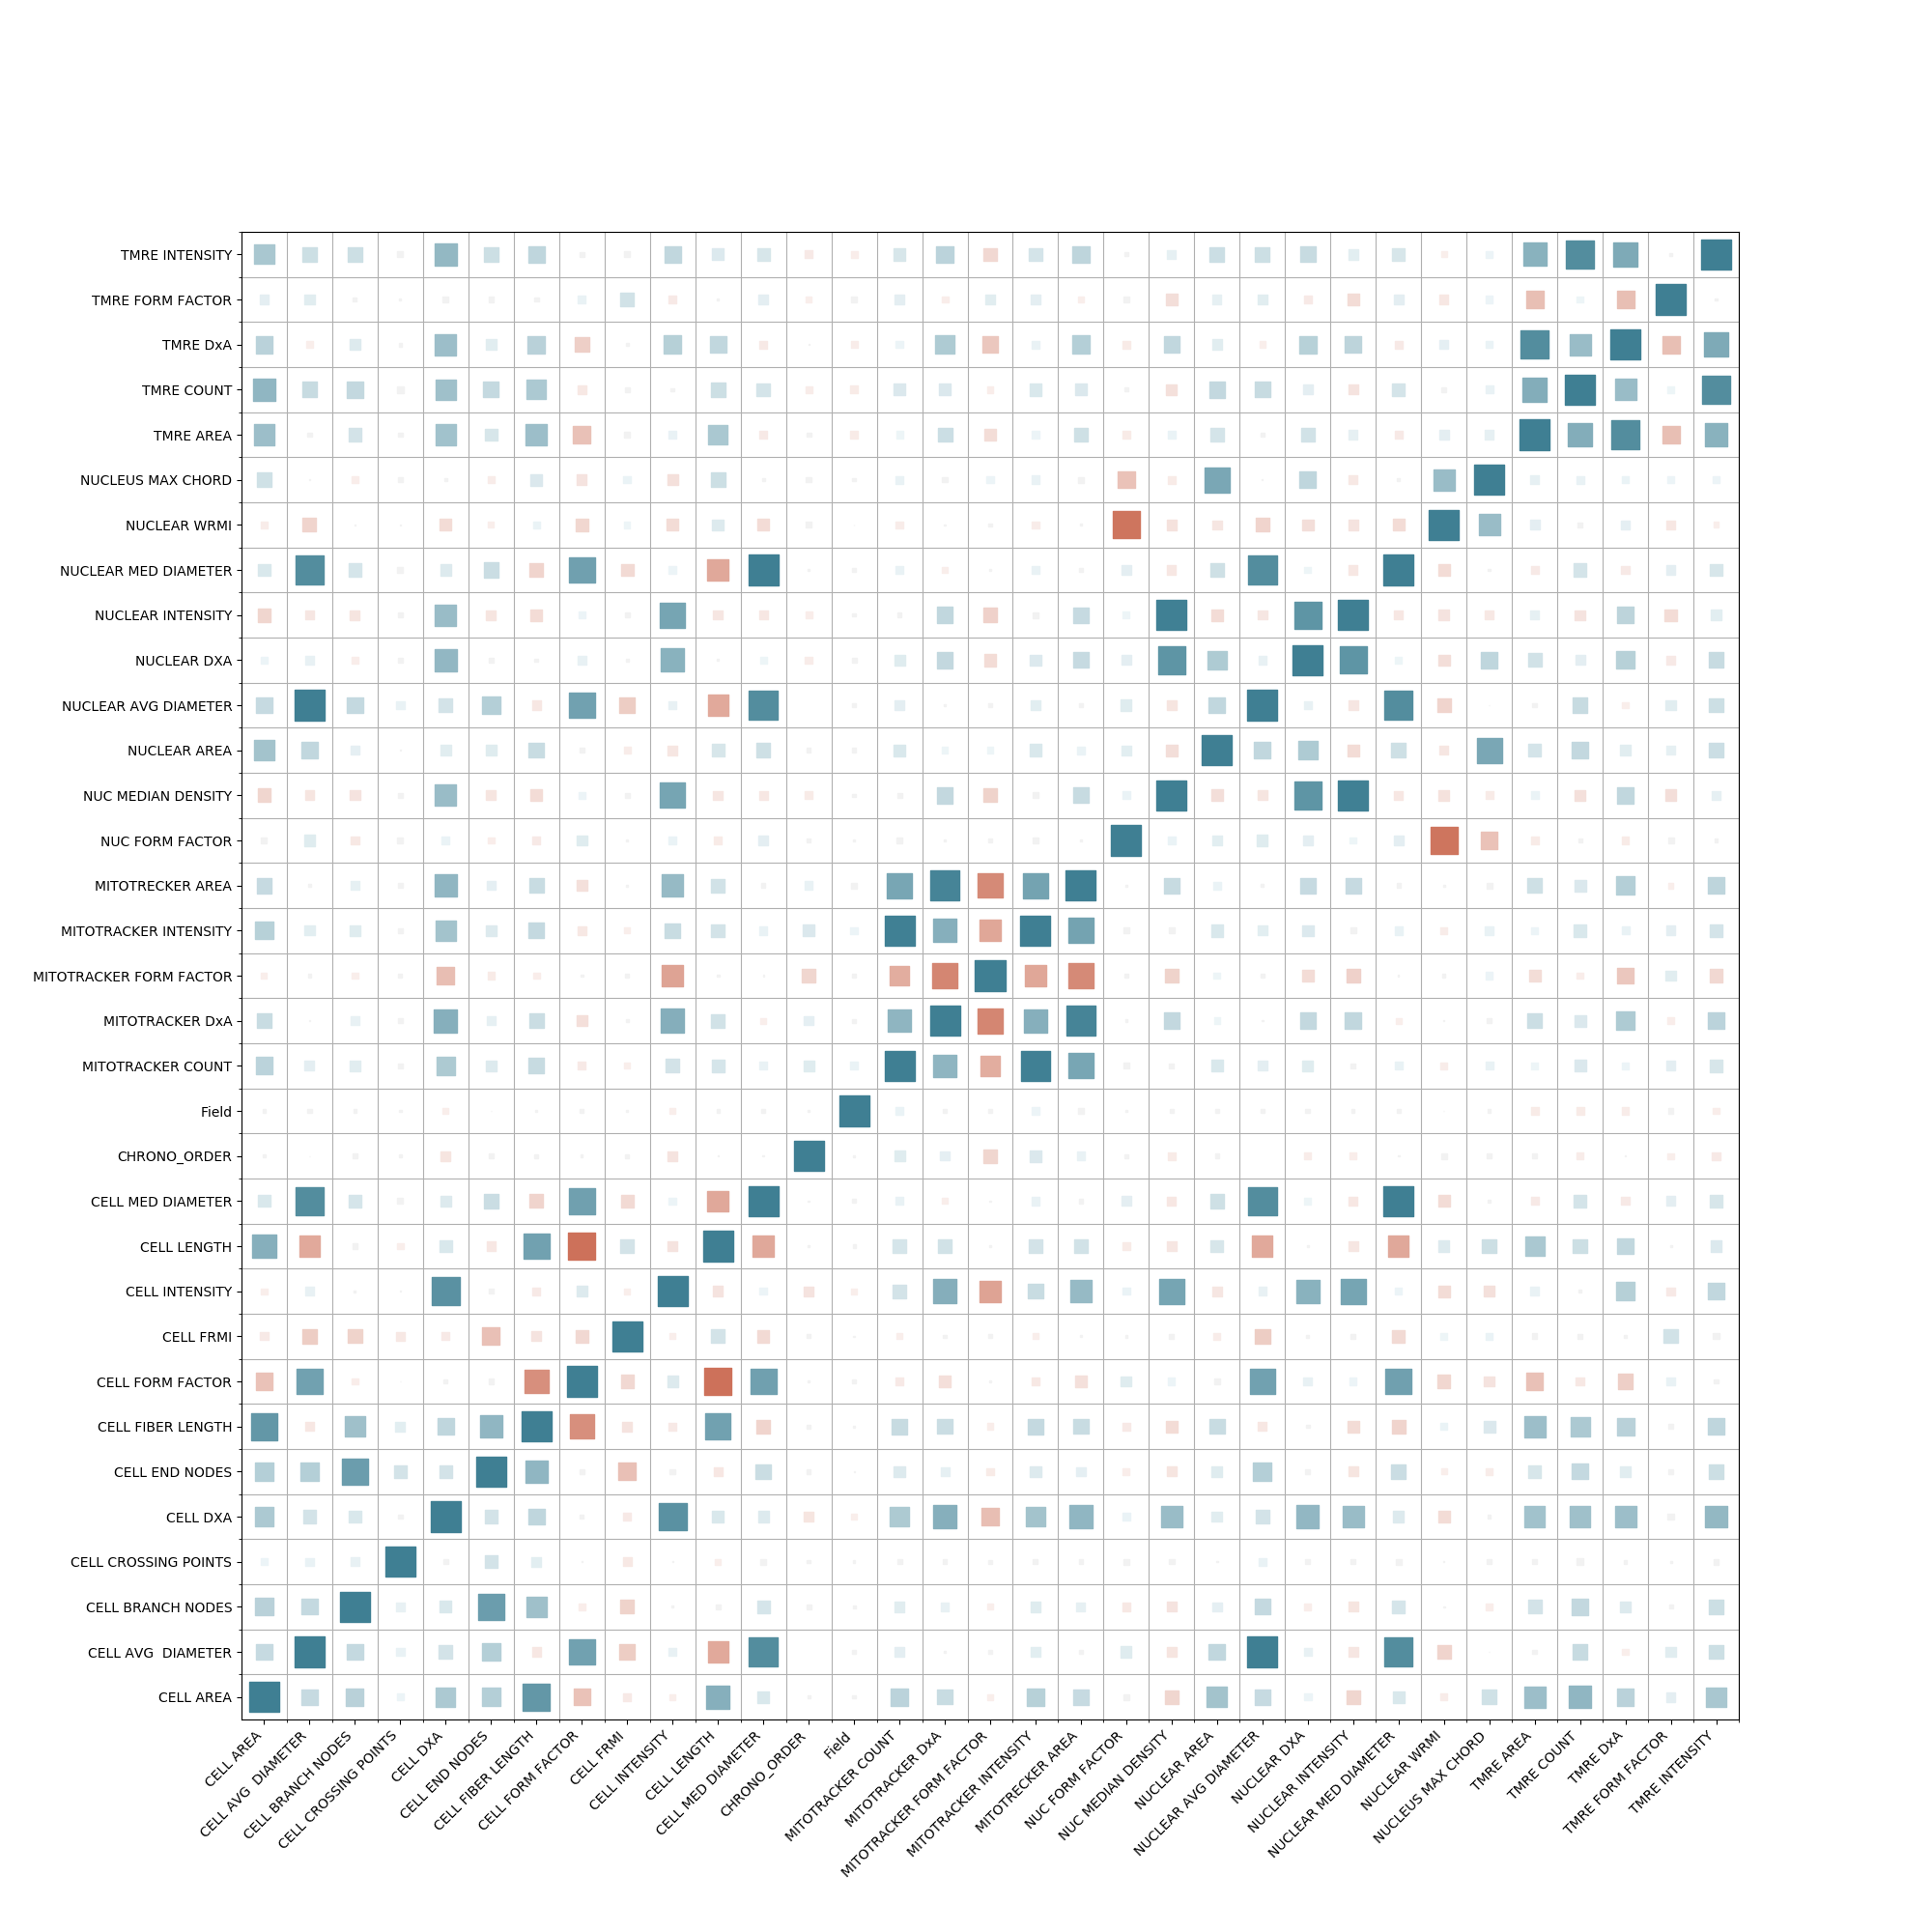 TMRE INTENSITY
TMRE FORM FACTOR
TMRE DxA
TMRE COUNT
TMRE AREA
NUCLEUS MAX CHORD
NUCLEAR WRMI
NUCLEAR MED DIAMETER
NUCLEAR INTENSITY
NUCLEAR DXA
NUCLEAR AVG DIAMETER
NUCLEAR AREA
NUC MEDIAN DENSITY
NUC FORM FACTOR
MITOTRECKER AREA
MITOTRACKER INTENSITY
MITOTRACKER FORM FACTOR
MITOTRACKER DxA
MITOTRACKER COUNT
Field
CHRONO_ORDER
CELL MED DIAMETER
CELL LENGTH
CELL INTENSITY
CELL FRMI
CELL FORM FACTOR
CELL FIBER LENGTH
CELL END NODES
CELL DXA
CELL CROSSING POINTS
CELL BRANCH NODES
CELL AVG  DIAMETER
CELL AREA
CELL AREA
CELL AVG  DIAMETER
CELL BRANCH NODES
CELL CROSSING POINTS
CELL DXA
CELL END NODES
CELL FIBER LENGTH
CELL FORM FACTOR
CELL FRMI
CELL INTENSITY
CELL LENGTH
CELL MED DIAMETER
CHRONO_ORDER
Field
MITOTRACKER COUNT
MITOTRACKER DxA
MITOTRACKER FORM FACTOR
MITOTRACKER INTENSITY
MITOTRECKER AREA
NUC FORM FACTOR
NUC MEDIAN DENSITY
NUCLEAR AREA
NUCLEAR AVG DIAMETER
NUCLEAR DXA
NUCLEAR INTENSITY
NUCLEAR MED DIAMETER
NUCLEAR WRMI
NUCLEUS MAX CHORD
TMRE AREA
TMRE COUNT
TMRE DxA
TMRE FORM FACTOR
TMRE INTENSITY